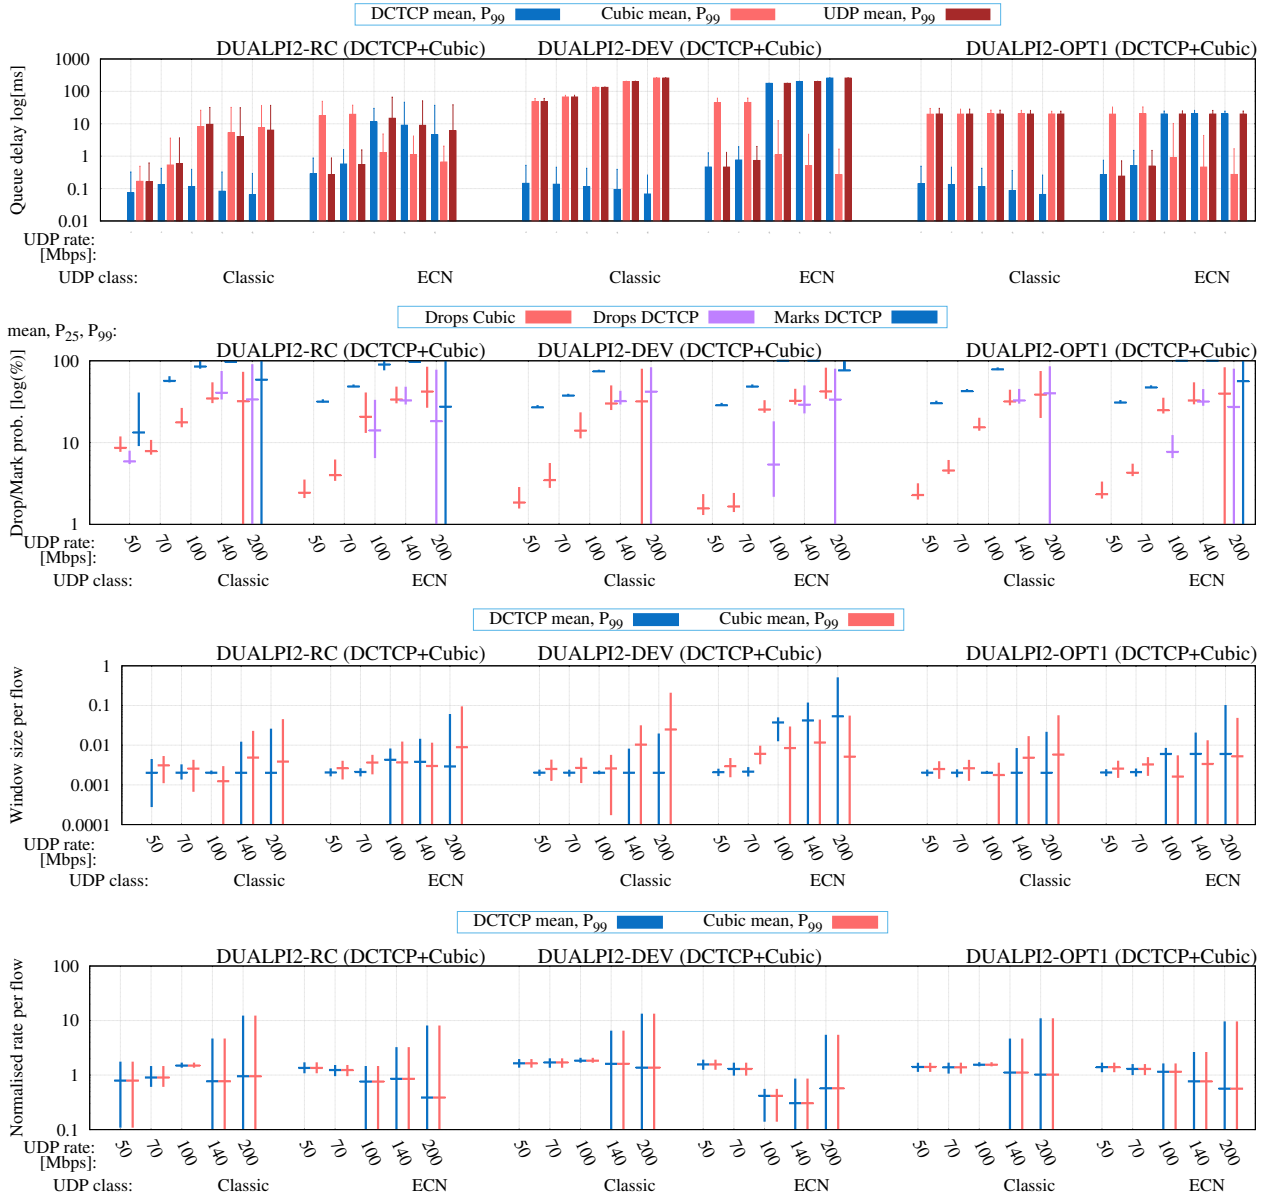 DCTCP mean, P99 Cubic mean, P99 UDP mean, P99
DUALPI2-RC (DCTCP+Cubic) DUALPI2-DEV (DCTCP+Cubic) DUALPI2-OPT1 (DCTCP+Cubic)
Queue delay log[ms]
1000
100
10
1
0.1
0.01
UDP rate:
[Mbps]:
UDP class: Classic ECN Classic ECN Classic ECN
Drops Cubic Drops DCTCP Marks DCTCP
mean, P25, P99:
DUALPI2-RC (DCTCP+Cubic) DUALPI2-DEV (DCTCP+Cubic) DUALPI2-OPT1 (DCTCP+Cubic)
Drop/Mark prob. [log(%)]
100
10
1
UDP rate: 50 70 100 140 200 50 70 100 140 200 50 70 100 140 200 50 70 100 140 200 50 70 100 140 200 50 70 100 140 200
[Mbps]:
UDP class: Classic ECN Classic ECN Classic ECN
DCTCP mean, P99 Cubic mean, P99
DUALPI2-RC (DCTCP+Cubic) DUALPI2-DEV (DCTCP+Cubic) DUALPI2-OPT1 (DCTCP+Cubic)
Window size per flow
1
0.1
0.01
0.001
0.0001
UDP rate: 50 70 100 140 200 50 70 100 140 200 50 70 100 140 200 50 70 100 140 200 50 70 100 140 200 50 70 100 140 200
[Mbps]:
UDP class: Classic ECN Classic ECN Classic ECN
DCTCP mean, P99 Cubic mean, P99
DUALPI2-RC (DCTCP+Cubic) DUALPI2-DEV (DCTCP+Cubic) DUALPI2-OPT1 (DCTCP+Cubic)
Normalised rate per flow
100
10
1
0.1
UDP rate: 50 70 100 140 200 50 70 100 140 200 50 70 100 140 200 50 70 100 140 200 50 70 100 140 200 50 70 100 140 200
[Mbps]:
UDP class: Classic ECN Classic ECN Classic ECN